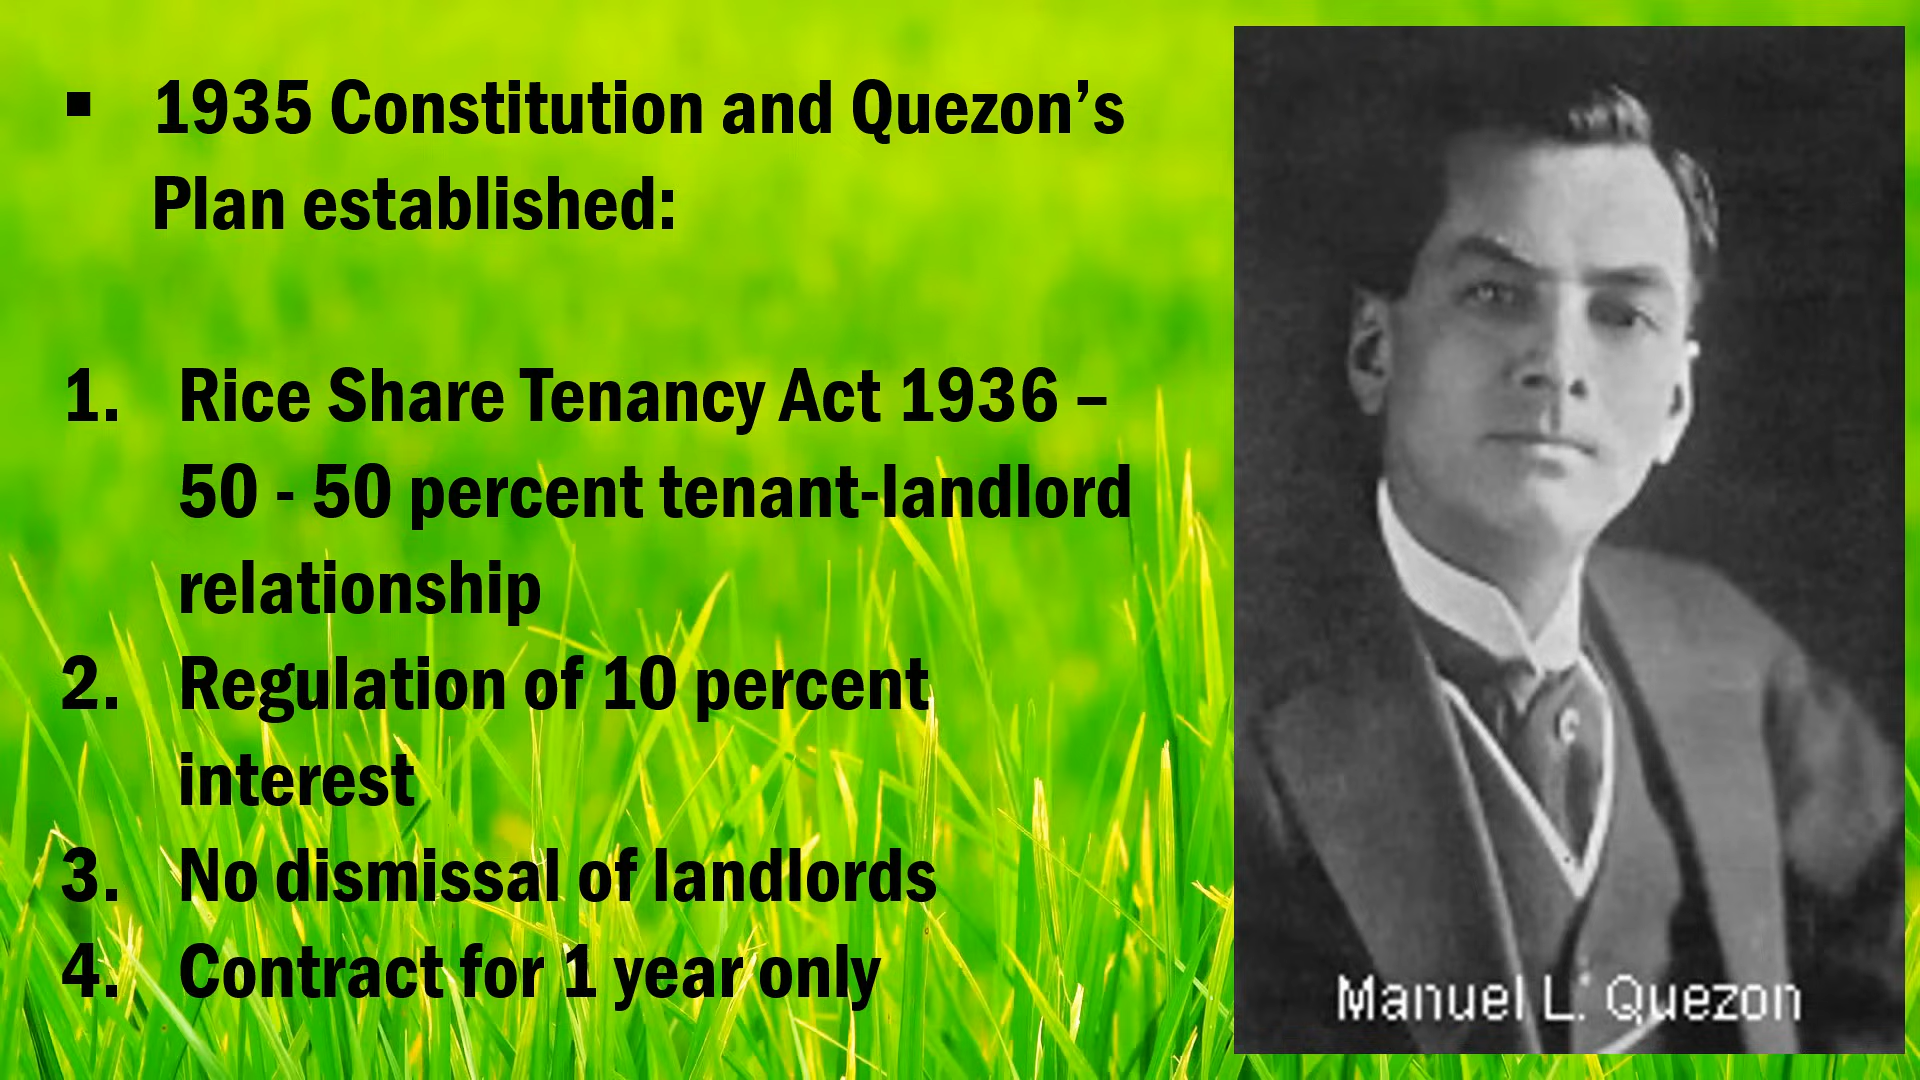 ▪ 1935 Constitution and Quezon’s
Plan established:
1. Rice Share Tenancy Act 1936 –
50 - 50 percent tenant-landlord
relationship
2. Regulation of 10 percent
interest
3. No dismissal of landlords
4. Contract for 1 year only
Manuel L. Quezon